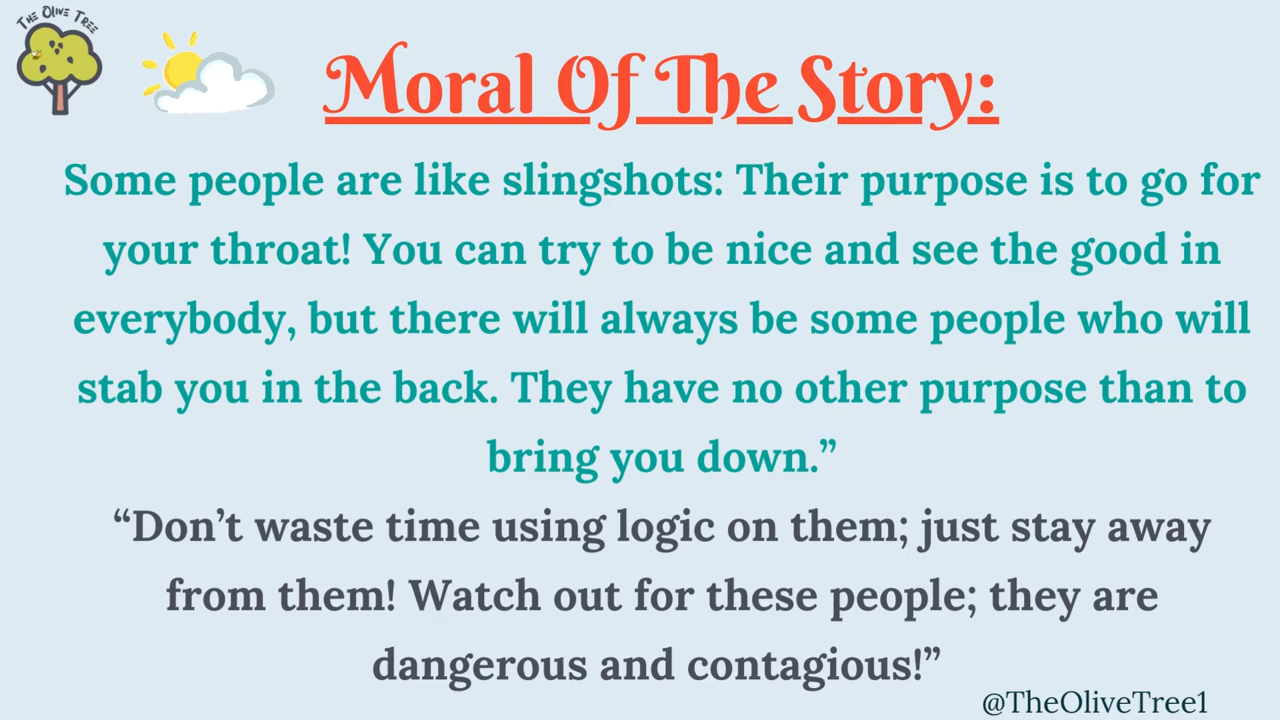 THE OLIVE TREE
Moral Of The Story:
Some people are like slingshots: Their purpose is to go for
your throat! You can try to be nice and see the good in
everybody, but there will always be some people who will
stab you in the back. They have no other purpose than to
bring you down.”
“Don’t waste time using logic on them; just stay away
from them! Watch out for these people; they are
dangerous and contagious!”
@TheOliveTree1